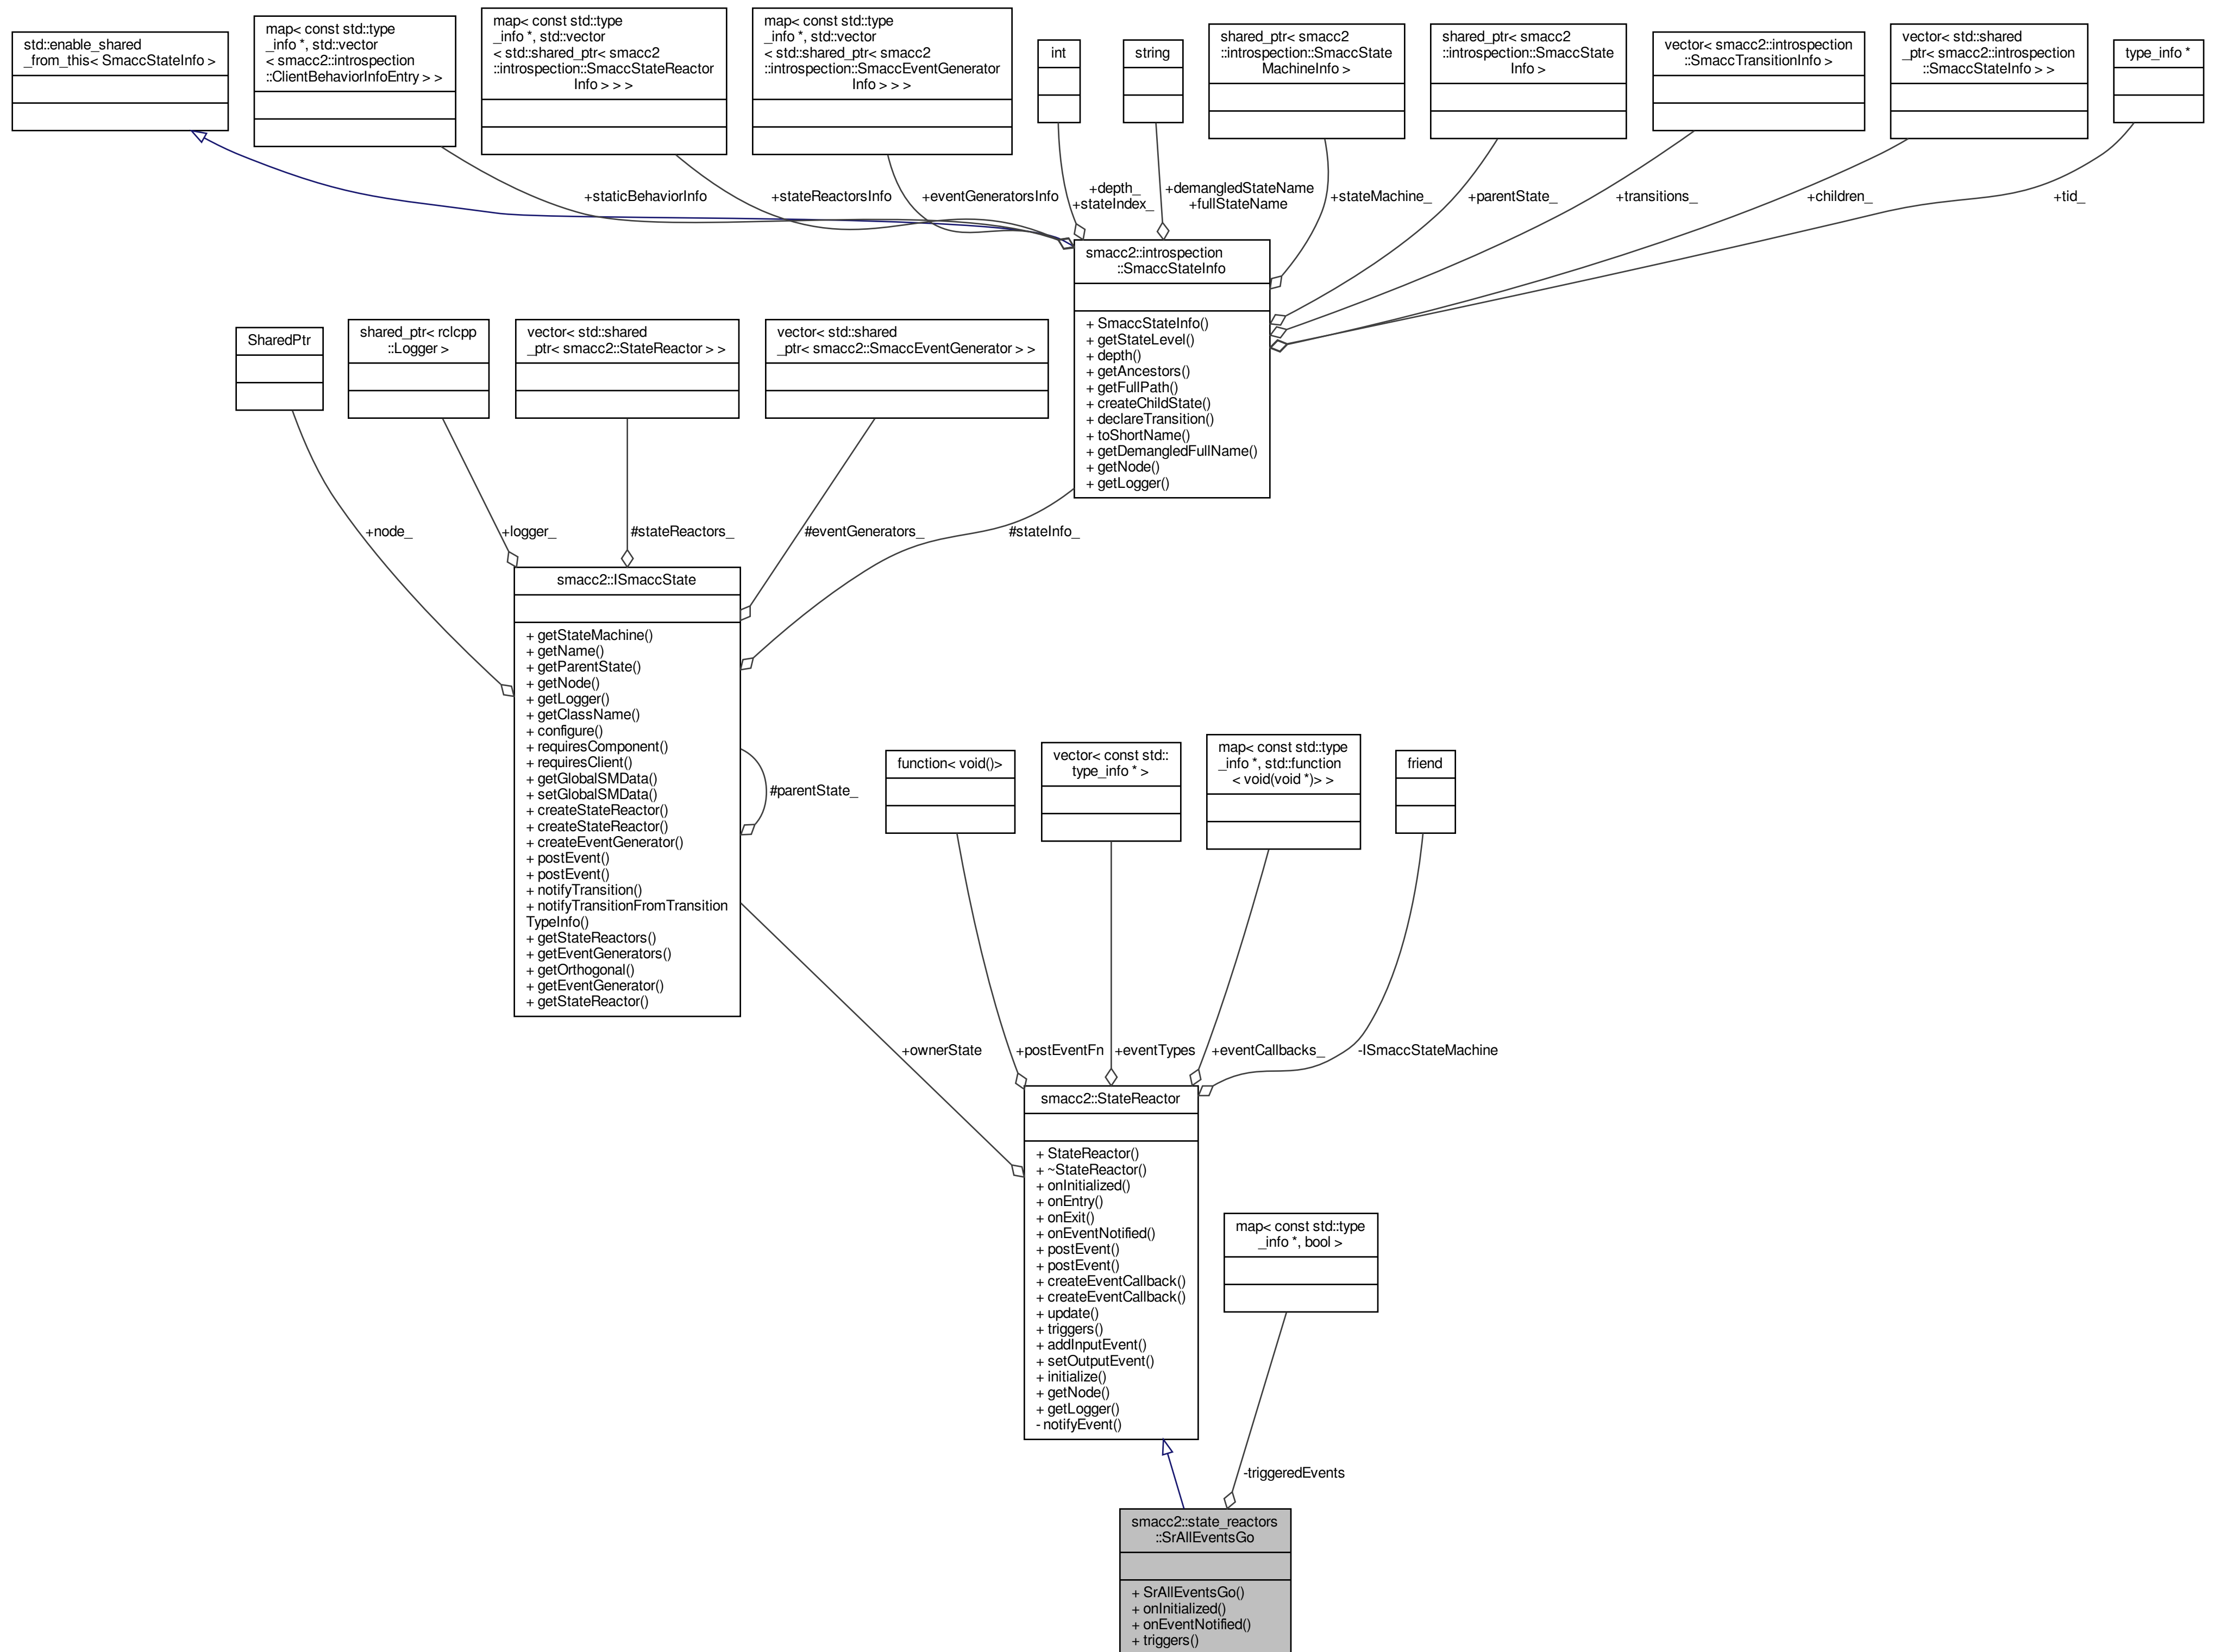 std::enable_shared
_from_this< SmaccStateInfo >
map< const std::type
_info *, std::vector
< smacc2::introspection
::ClientBehaviorInfoEntry > >
map< const std::type
_info *, std::vector
< std::shared_ptr< smacc2
::introspection::SmaccStateReactor
Info > > >
map< const std::type
_info *, std::vector
< std::shared_ptr< smacc2
::introspection::SmaccEventGenerator
Info > > >
int
string
shared_ptr< smacc2
::introspection::SmaccState
MachineInfo >
shared_ptr< smacc2
::introspection::SmaccState
Info >
vector< smacc2::introspection
::SmaccTransitionInfo >
vector< std::shared
_ptr< smacc2::introspection
::SmaccStateInfo > >
type_info *
+staticBehaviorInfo
+stateReactorsInfo
+eventGeneratorsInfo
+depth_
+stateIndex_
+demangledStateName
+fullStateName
+stateMachine_
+parentState_
+transitions_
+children_
+tid_
smacc2::introspection
::SmaccStateInfo
+ SmaccStateInfo()
+ getStateLevel()
+ depth()
+ getAncestors()
+ getFullPath()
+ createChildState()
+ declareTransition()
+ toShortName()
+ getDemangledFullName()
+ getNode()
+ getLogger()
SharedPtr
shared_ptr< rclcpp
::Logger >
vector< std::shared
_ptr< smacc2::StateReactor > >
vector< std::shared
_ptr< smacc2::SmaccEventGenerator > >
+node_
+logger_
#stateReactors_
#eventGenerators_
#stateInfo_
smacc2::ISmaccState
+ getStateMachine()
+ getName()
+ getParentState()
+ getNode()
+ getLogger()
+ getClassName()
+ configure()
+ requiresComponent()
+ requiresClient()
+ getGlobalSMData()
+ setGlobalSMData()
+ createStateReactor()
+ createStateReactor()
+ createEventGenerator()
+ postEvent()
+ postEvent()
+ notifyTransition()
+ notifyTransitionFromTransition
TypeInfo()
+ getStateReactors()
+ getEventGenerators()
+ getOrthogonal()
+ getEventGenerator()
+ getStateReactor()
#parentState_
function< void()>
vector< const std::
type_info * >
map< const std::type
_info *, std::function
< void(void *)> >
friend
+ownerState
+postEventFn
+eventTypes
+eventCallbacks_
-ISmaccStateMachine
smacc2::StateReactor
+ StateReactor()
+ ~StateReactor()
+ onInitialized()
+ onEntry()
+ onExit()
+ onEventNotified()
+ postEvent()
+ postEvent()
+ createEventCallback()
+ createEventCallback()
+ update()
+ triggers()
+ addInputEvent()
+ setOutputEvent()
+ initialize()
+ getNode()
+ getLogger()
- notifyEvent()
map< const std::type
_info *, bool >
-triggeredEvents
smacc2::state_reactors
::SrAllEventsGo
+ SrAllEventsGo()
+ onInitialized()
+ onEventNotified()
+ triggers()